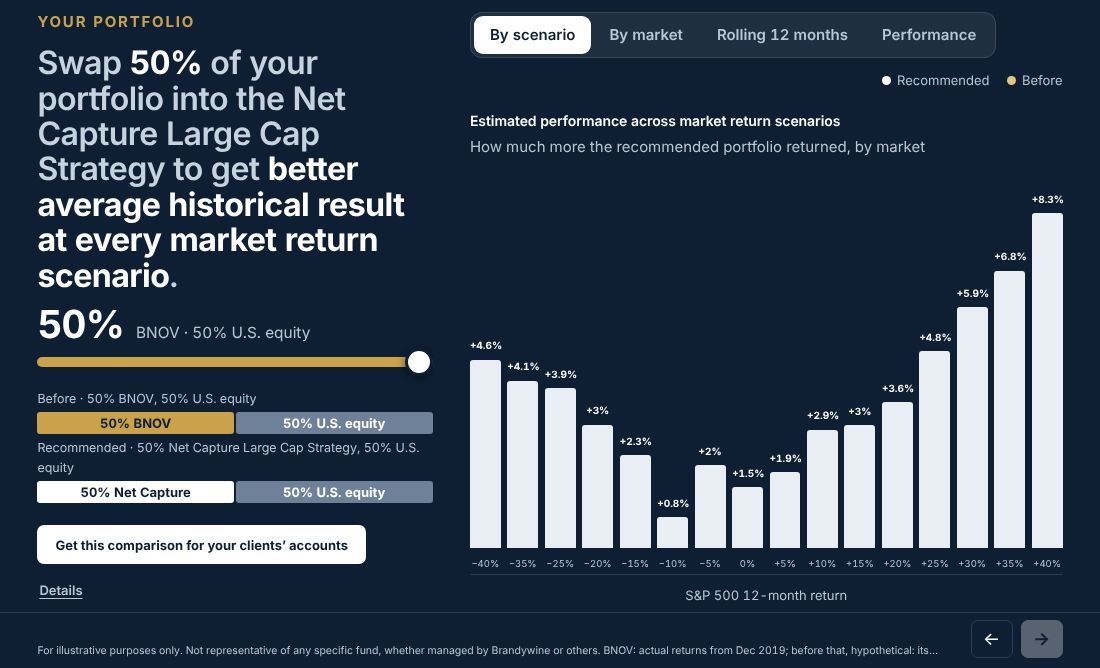 YOUR PORTFOLIO
Swap 50% of your
portfolio into the Net
Capture Large Cap
Strategy to get better
average historical result
at every market return
scenario.
50% BNOV · 50% U.S. equity
Before · 50% BNOV, 50% U.S. equity
50% BNOV 50% U.S. equity
Recommended · 50% Net Capture Large Cap Strategy, 50% U.S.
equity
50% Net Capture 50% U.S. equity
Get this comparison for your clients’ accounts
Details
By scenario By market Rolling 12 months Performance
Recommended Before
Estimated performance across market return scenarios
How much more the recommended portfolio returned, by market
+4.6% +4.1% +3.9% +3% +2.3% +0.8% +2% +1.5% +1.9% +2.9% +3% +3.6% +4.8% +5.9% +6.8% +8.3%
−40% −35% −25% −20% −15% −10% −5% 0% +5% +10% +15% +20% +25% +30% +35% +40%
S&P 500 12-month return
For illustrative purposes only. Not representative of any specific fund, whether managed by Brandywine or others. BNOV: actual returns from Dec 2019; before that, hypothetical: its...
← →